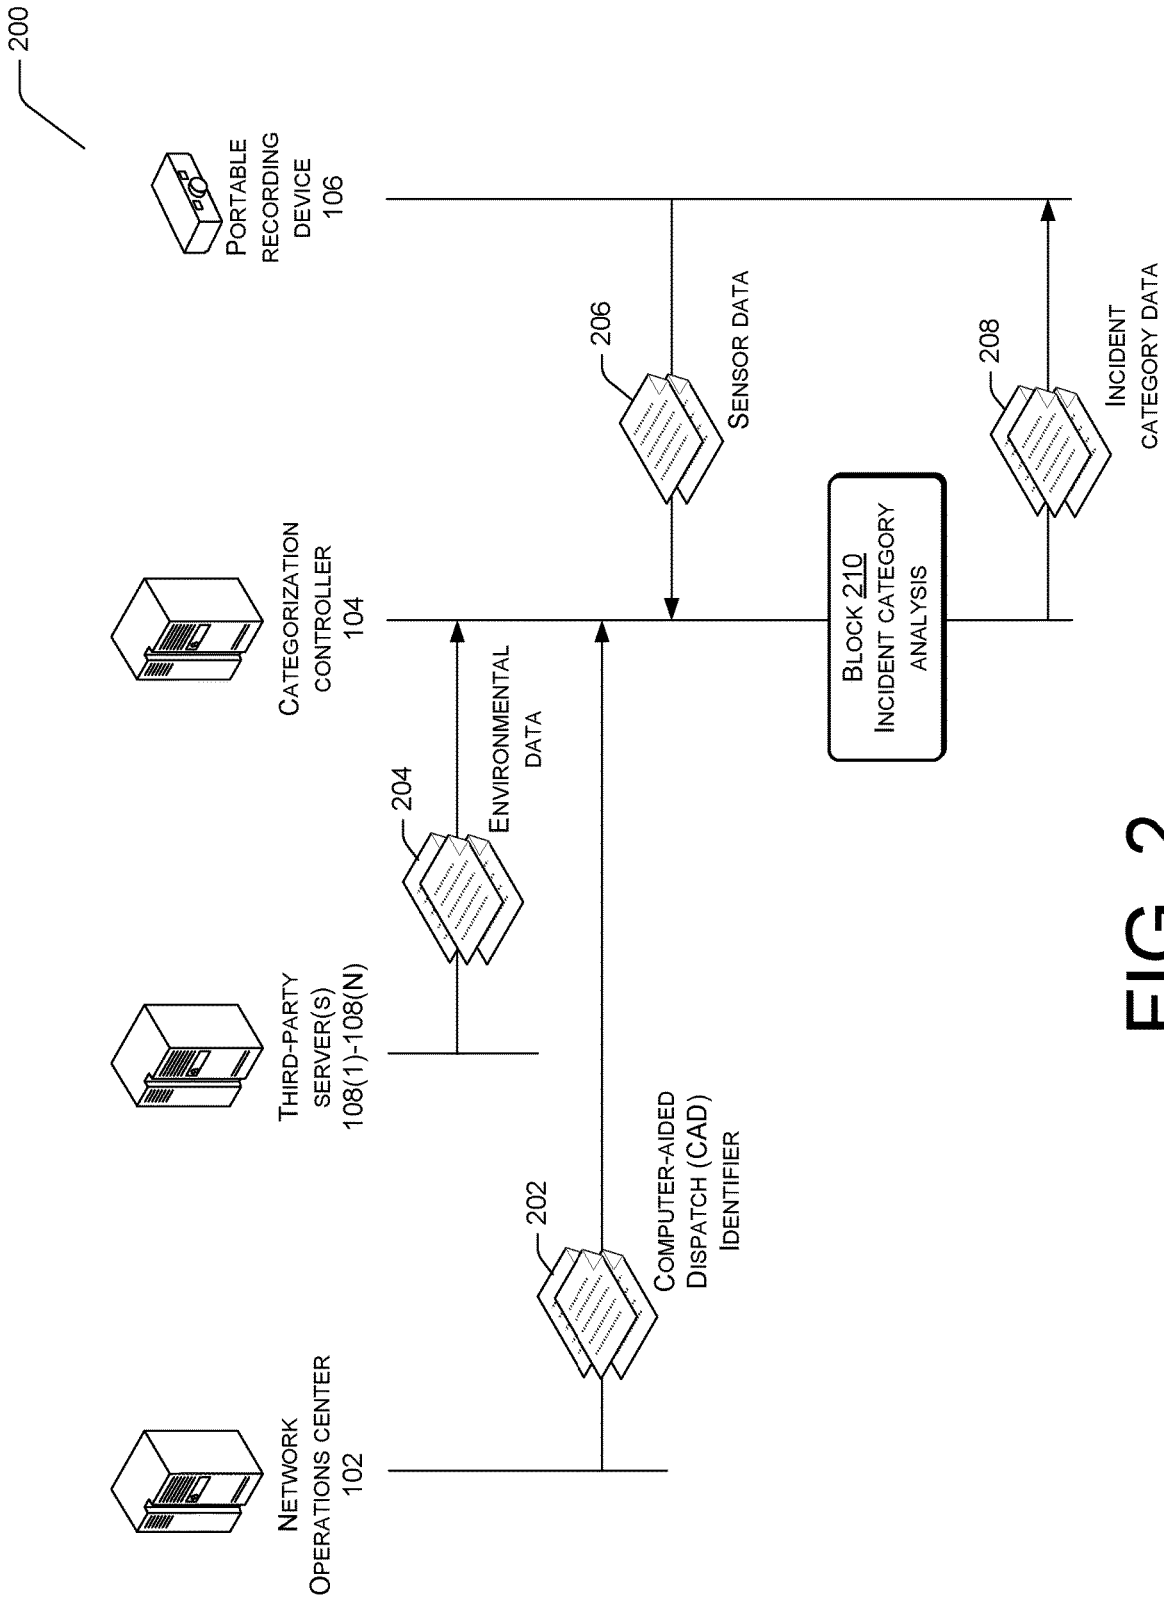 200
NETWORK
OPERATIONS CENTER
102
THIRD-PARTY
SERVER(S)
108(1)-108(N)
CATEGORIZATION
CONTROLLER
104
PORTABLE
RECORDING
DEVICE
106
204
ENVIRONMENTAL
DATA
202
COMPUTER-AIDED
DISPATCH (CAD)
IDENTIFIER
206
SENSOR DATA
BLOCK 210
INCIDENT CATEGORY
ANALYSIS
208
INCIDENT
CATEGORY DATA
FIG. 2